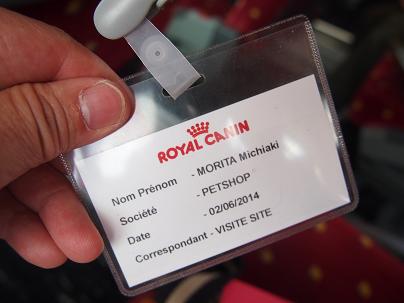 ROYAL CANIN
Nom Prénom - MORITA Michiaki
Société - PETSHOP
Date - 02/06/2014
Correspondant - VISITE SITE